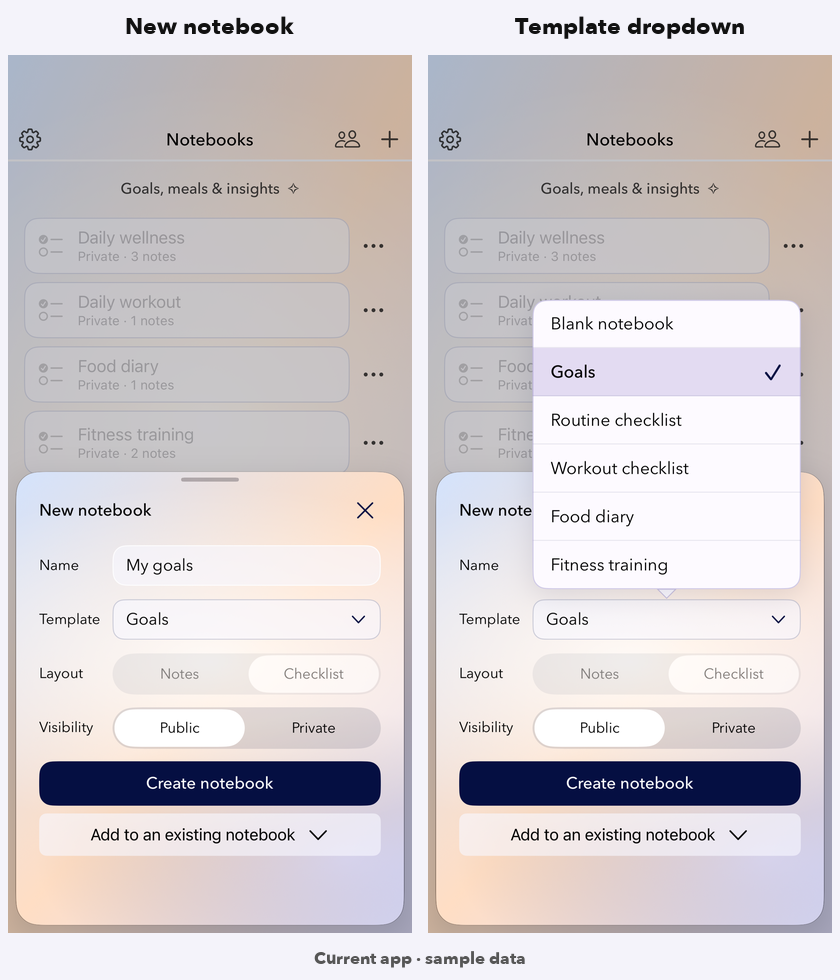 New notebook
Notebooks
Goals, meals & insights
Daily wellness
Private · 3 notes
Daily workout
Private · 1 notes
Food diary
Private · 1 notes
Fitness training
Private · 2 notes
New notebook
Name My goals
Template Goals
Layout Notes Checklist
Visibility Public Private
Create notebook
Add to an existing notebook
Template dropdown
Notebooks
Goals, meals & insights
Daily wellness
Private · 3 notes
Blank notebook
Goals
Routine checklist
Workout checklist
Food diary
Fitness training
Name
Template Goals
Layout Notes Checklist
Visibility Public Private
Create notebook
Add to an existing notebook
Current app · sample data